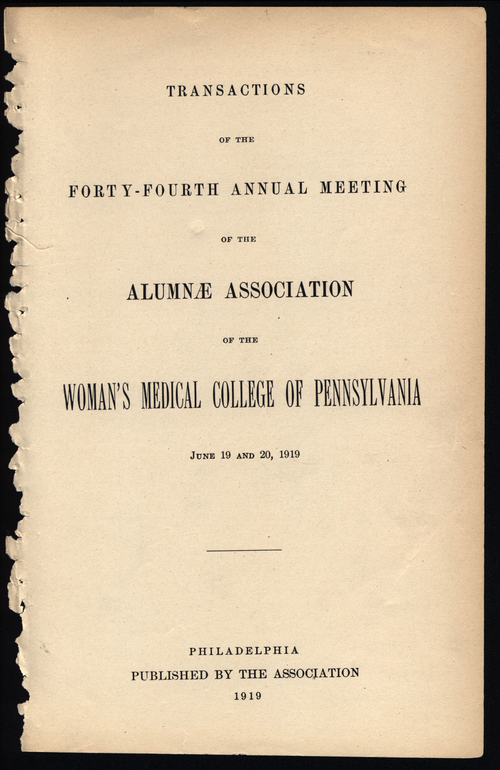 TRANSACTIONS
OF THE
FORTY-FOURTH ANNUAL MEETING
OF THE
ALUMNÆ ASSOCIATION
OF THE
WOMAN'S MEDICAL COLLEGE OF PENNSYLVANIA
JUNE 19 AND 20, 1919
PHILADELPHIA
PUBLISHED BY THE ASSOCIATION
1919